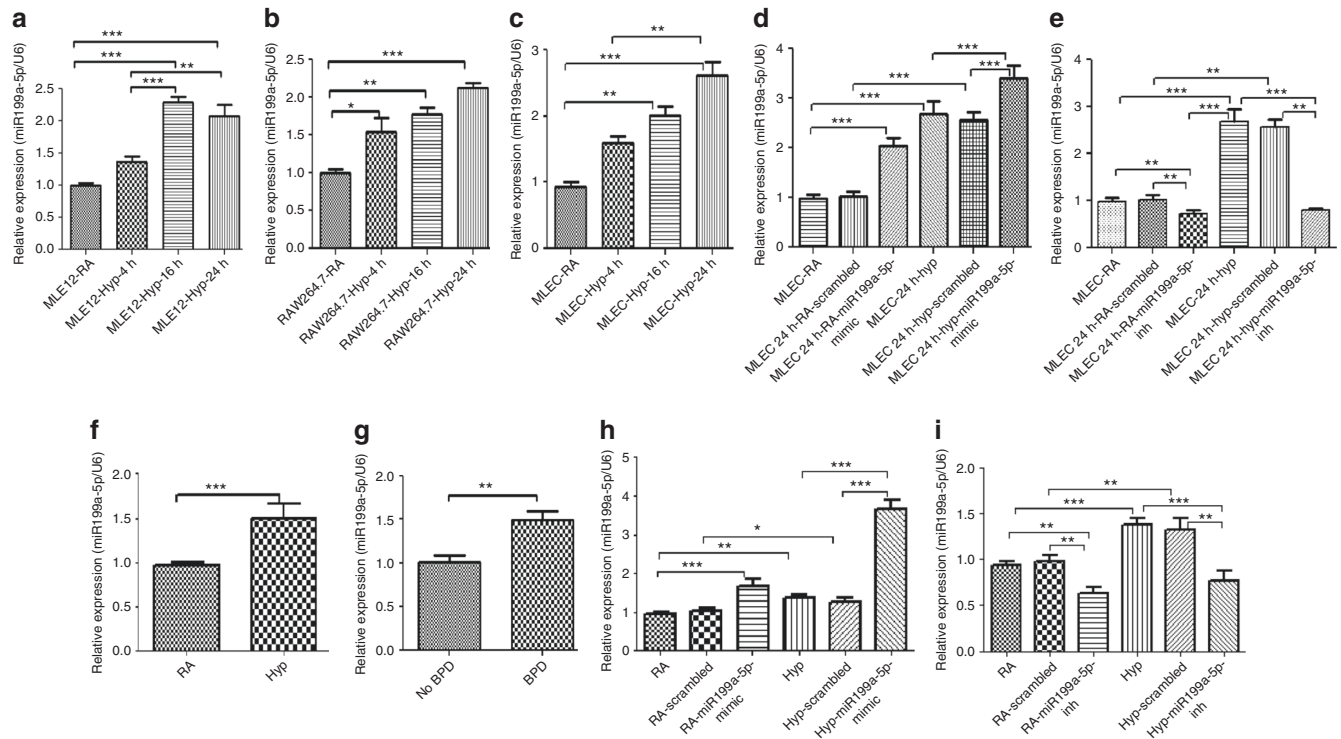 a
Relative expression (miR199a-5p/U6)
2.5
2.0
1.5
1.0
0.5
0.0
***
***
**
***
MLE12-RA
MLE12-Hyp-4 h
MLE12-Hyp-16 h
MLE12-Hyp-24 h
b
Relative expression (miR199a-5p/U6)
2.5
2.0
1.5
1.0
0.5
0.0
***
**
*
RAW264.7-RA
RAW264.7-Hyp-4 h
RAW264.7-Hyp-16 h
RAW264.7-Hyp-24 h
c
Relative expression (miR199a-5p/U6)
3
2
1
0
**
***
**
MLEC-RA
MLEC-Hyp-4 h
MLEC-Hyp-16 h
MLEC-Hyp-24 h
d
Relative expression (miR199a-5p/U6)
4
3
2
1
0
***
***
***
***
***
MLEC-RA
MLEC 24 h-RA-scrambled
MLEC 24 h-RA-miR199a-5p-
mimic
MLEC-24 h-hyp
MLEC 24 h-hyp-scrambled
MLEC 24 h-hyp-miR199a-5p-
mimic
e
Relative expression (miR199a-5p/U6)
4
3
2
1
0
**
***
***
***
**
**
**
MLEC-RA
MLEC 24 h-RA-scrambled
MLEC 24 h-RA-miR199a-5p-
inh
MLEC-24 h-hyp
MLEC 24 h-hyp-scrambled
MLEC 24 h-hyp-miR199a-5p-
inh
f
Relative expression (miR199a-5p/U6)
2.0
1.5
1.0
0.5
0.0
***
RA
Hyp
g
Relative expression (miR199a-5p/U6)
2.0
1.5
1.0
0.5
0.0
**
No BPD
BPD
h
Relative expression (miR199a-5p/U6)
5
4
3
2
1
0
***
***
*
**
***
RA
RA-scrambled
RA-miR199a-5p-
mimic
Hyp
Hyp-scrambled
Hyp-miR199a-5p-
mimic
i
Relative expression (miR199a-5p/U6)
2.0
1.5
1.0
0.5
0.0
**
***
***
**
**
**
RA
RA-scrambled
RA-miR199a-5p-
inh
Hyp
Hyp-scrambled
Hyp-miR199a-5p-
inh